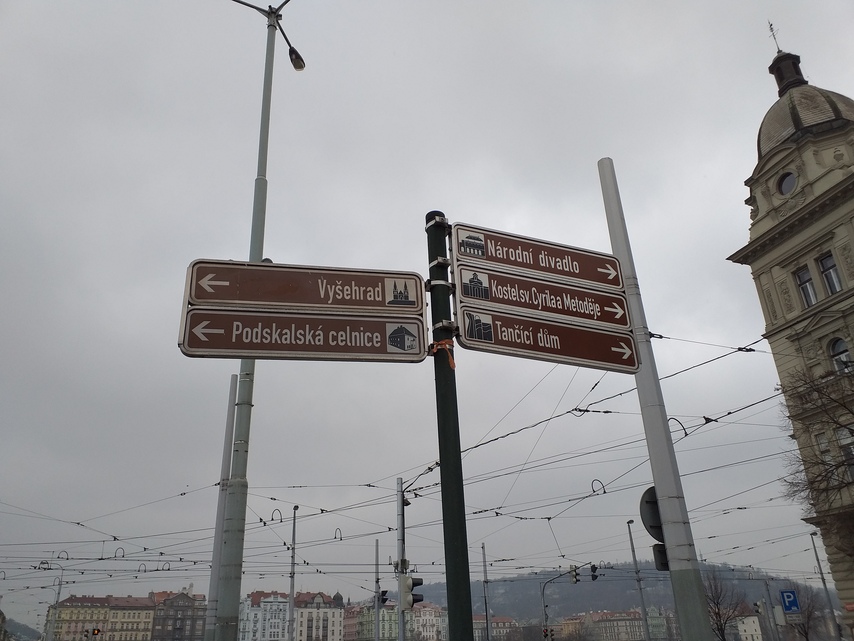 Vyšehrad
Podskalská celnice
Národní divadlo
Kostel sv. Cyrila a Metoděje
Tančící dům
P